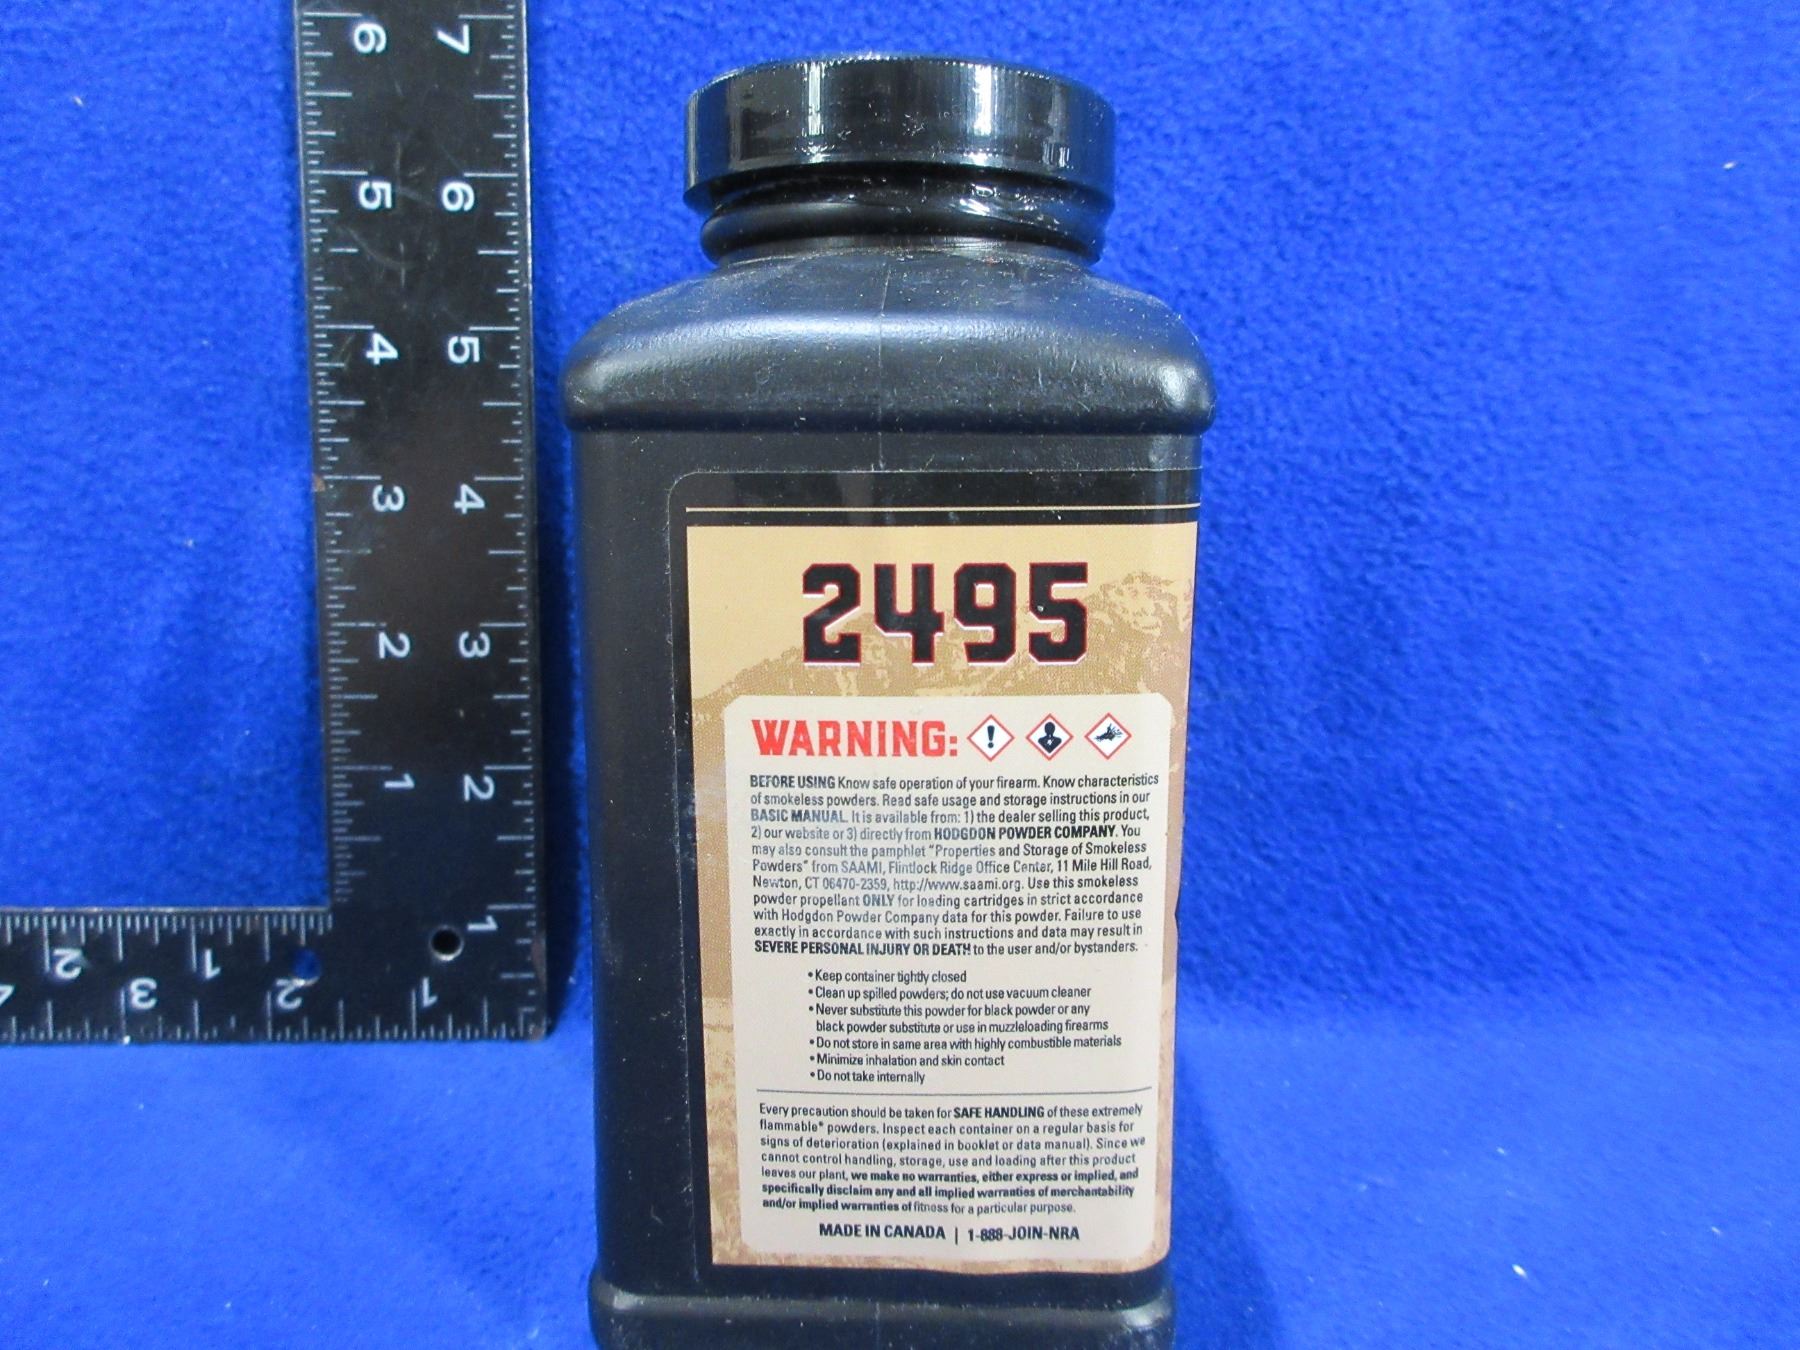 6 7
5 6
4 5
3 4
2 3
1 2
1
2 1
4 3 2 1
2495
WARNING:
BEFORE USING Know safe operation of your firearm. Know characteristics
of smokeless powders. Read safe usage and storage instructions in our
BASIC MANUAL. It is available from: 1) the dealer selling this product,
2) our website or 3) directly from HODGDON POWDER COMPANY. You
may also consult the pamphlet "Properties and Storage of Smokeless
Powders" from SAAMI, Flintlock Ridge Office Center, 11 Mile Hill Road,
Newton, CT 06470-2359, http://www.saami.org. Use this smokeless
powder propellant ONLY for loading cartridges in strict accordance
with Hodgdon Powder Company data for this powder. Failure to use
exactly in accordance with such instructions and data may result in
SEVERE PERSONAL INJURY OR DEATH to the user and/or bystanders.
• Keep container tightly closed
• Clean up spilled powders; do not use vacuum cleaner
• Never substitute this powder for black powder or any
black powder substitute or use in muzzleloading firearms
• Do not store in same area with highly combustible materials
• Minimize inhalation and skin contact
• Do not take internally
Every precaution should be taken for SAFE HANDLING of these extremely
flammable* powders. Inspect each container on a regular basis for
signs of deterioration (explained in booklet or data manual). Since we
cannot control handling, storage, use and loading after this product
leaves our plant, we make no warranties, either express or implied, and
specifically disclaim any and all implied warranties of merchantability
and/or implied warranties of fitness for a particular purpose.
MADE IN CANADA | 1-888-JOIN-NRA